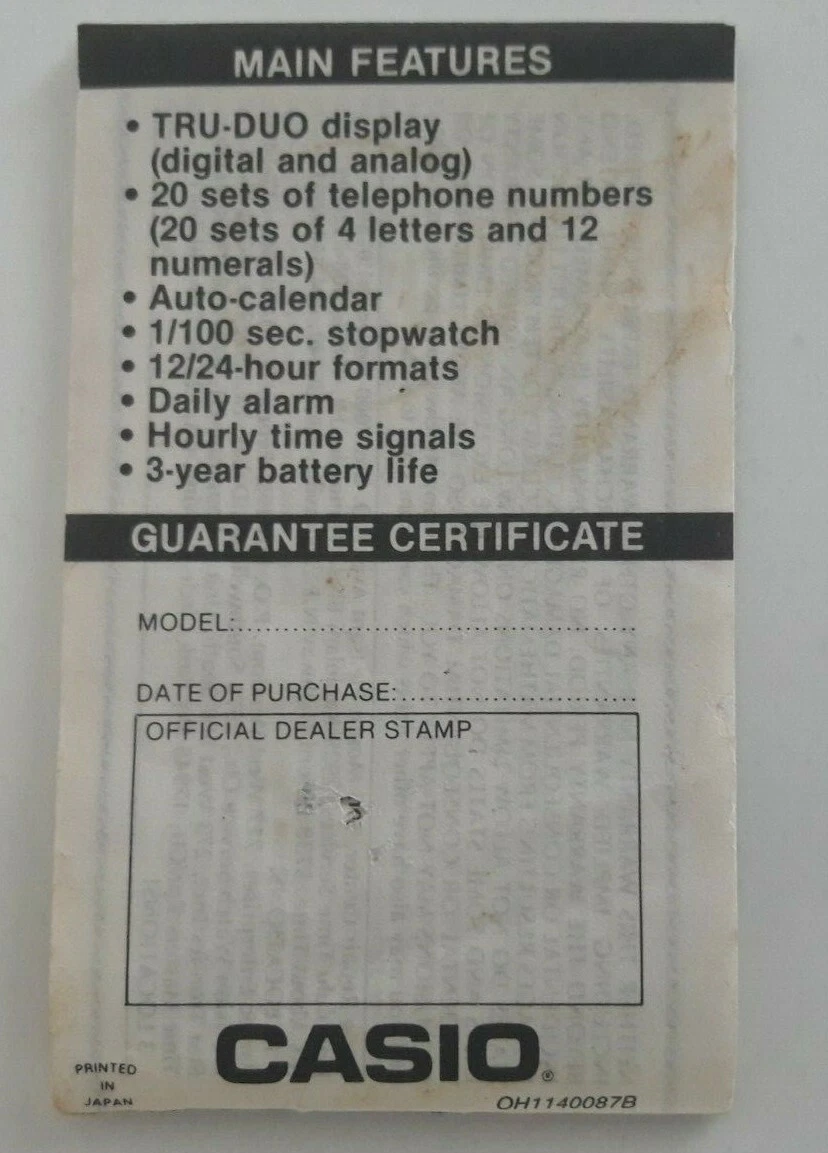 MAIN FEATURES
• TRU-DUO display
(digital and analog)
• 20 sets of telephone numbers
(20 sets of 4 letters and 12
numerals)
• Auto-calendar
• 1/100 sec. stopwatch
• 12/24-hour formats
• Daily alarm
• Hourly time signals
• 3-year battery life
GUARANTEE CERTIFICATE
MODEL:..............................................
DATE OF PURCHASE:..........................
OFFICIAL DEALER STAMP
CASIO®
PRINTED
IN
JAPAN
OH1140087B